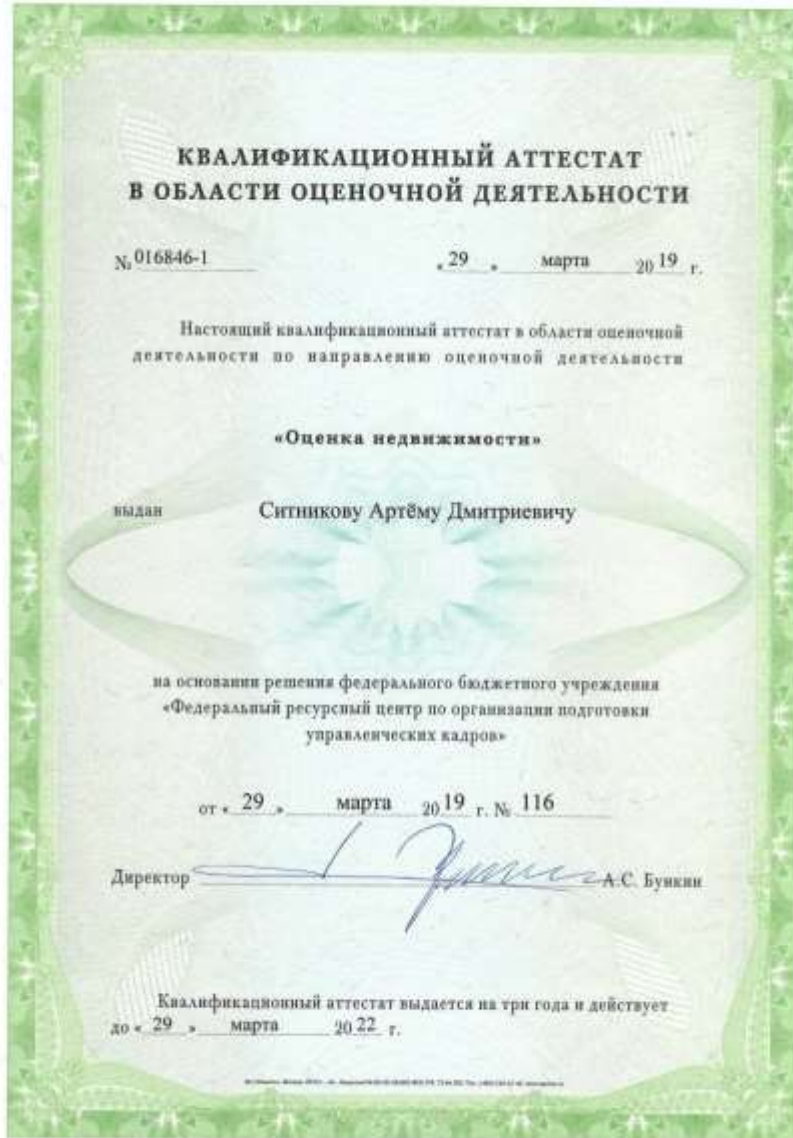 КВАЛИФИКАЦИОННЫЙ АТТЕСТАТ
В ОБЛАСТИ ОЦЕНОЧНОЙ ДЕЯТЕЛЬНОСТИ
№ 016846-1 « 29 » марта 20 19 г.
Настоящий квалификационный аттестат в области оценочной
деятельности по направлению оценочной деятельности
«Оценка недвижимости»
выдан Ситникову Артёму Дмитриевичу
на основании решения федерального бюджетного учреждения
«Федеральный ресурсный центр по организации подготовки
управленческих кадров»
от « 29 » марта 20 19 г. № 116
Директор А.С. Бункин
Квалификационный аттестат выдается на три года и действует
до « 29 » марта 20 22 г.